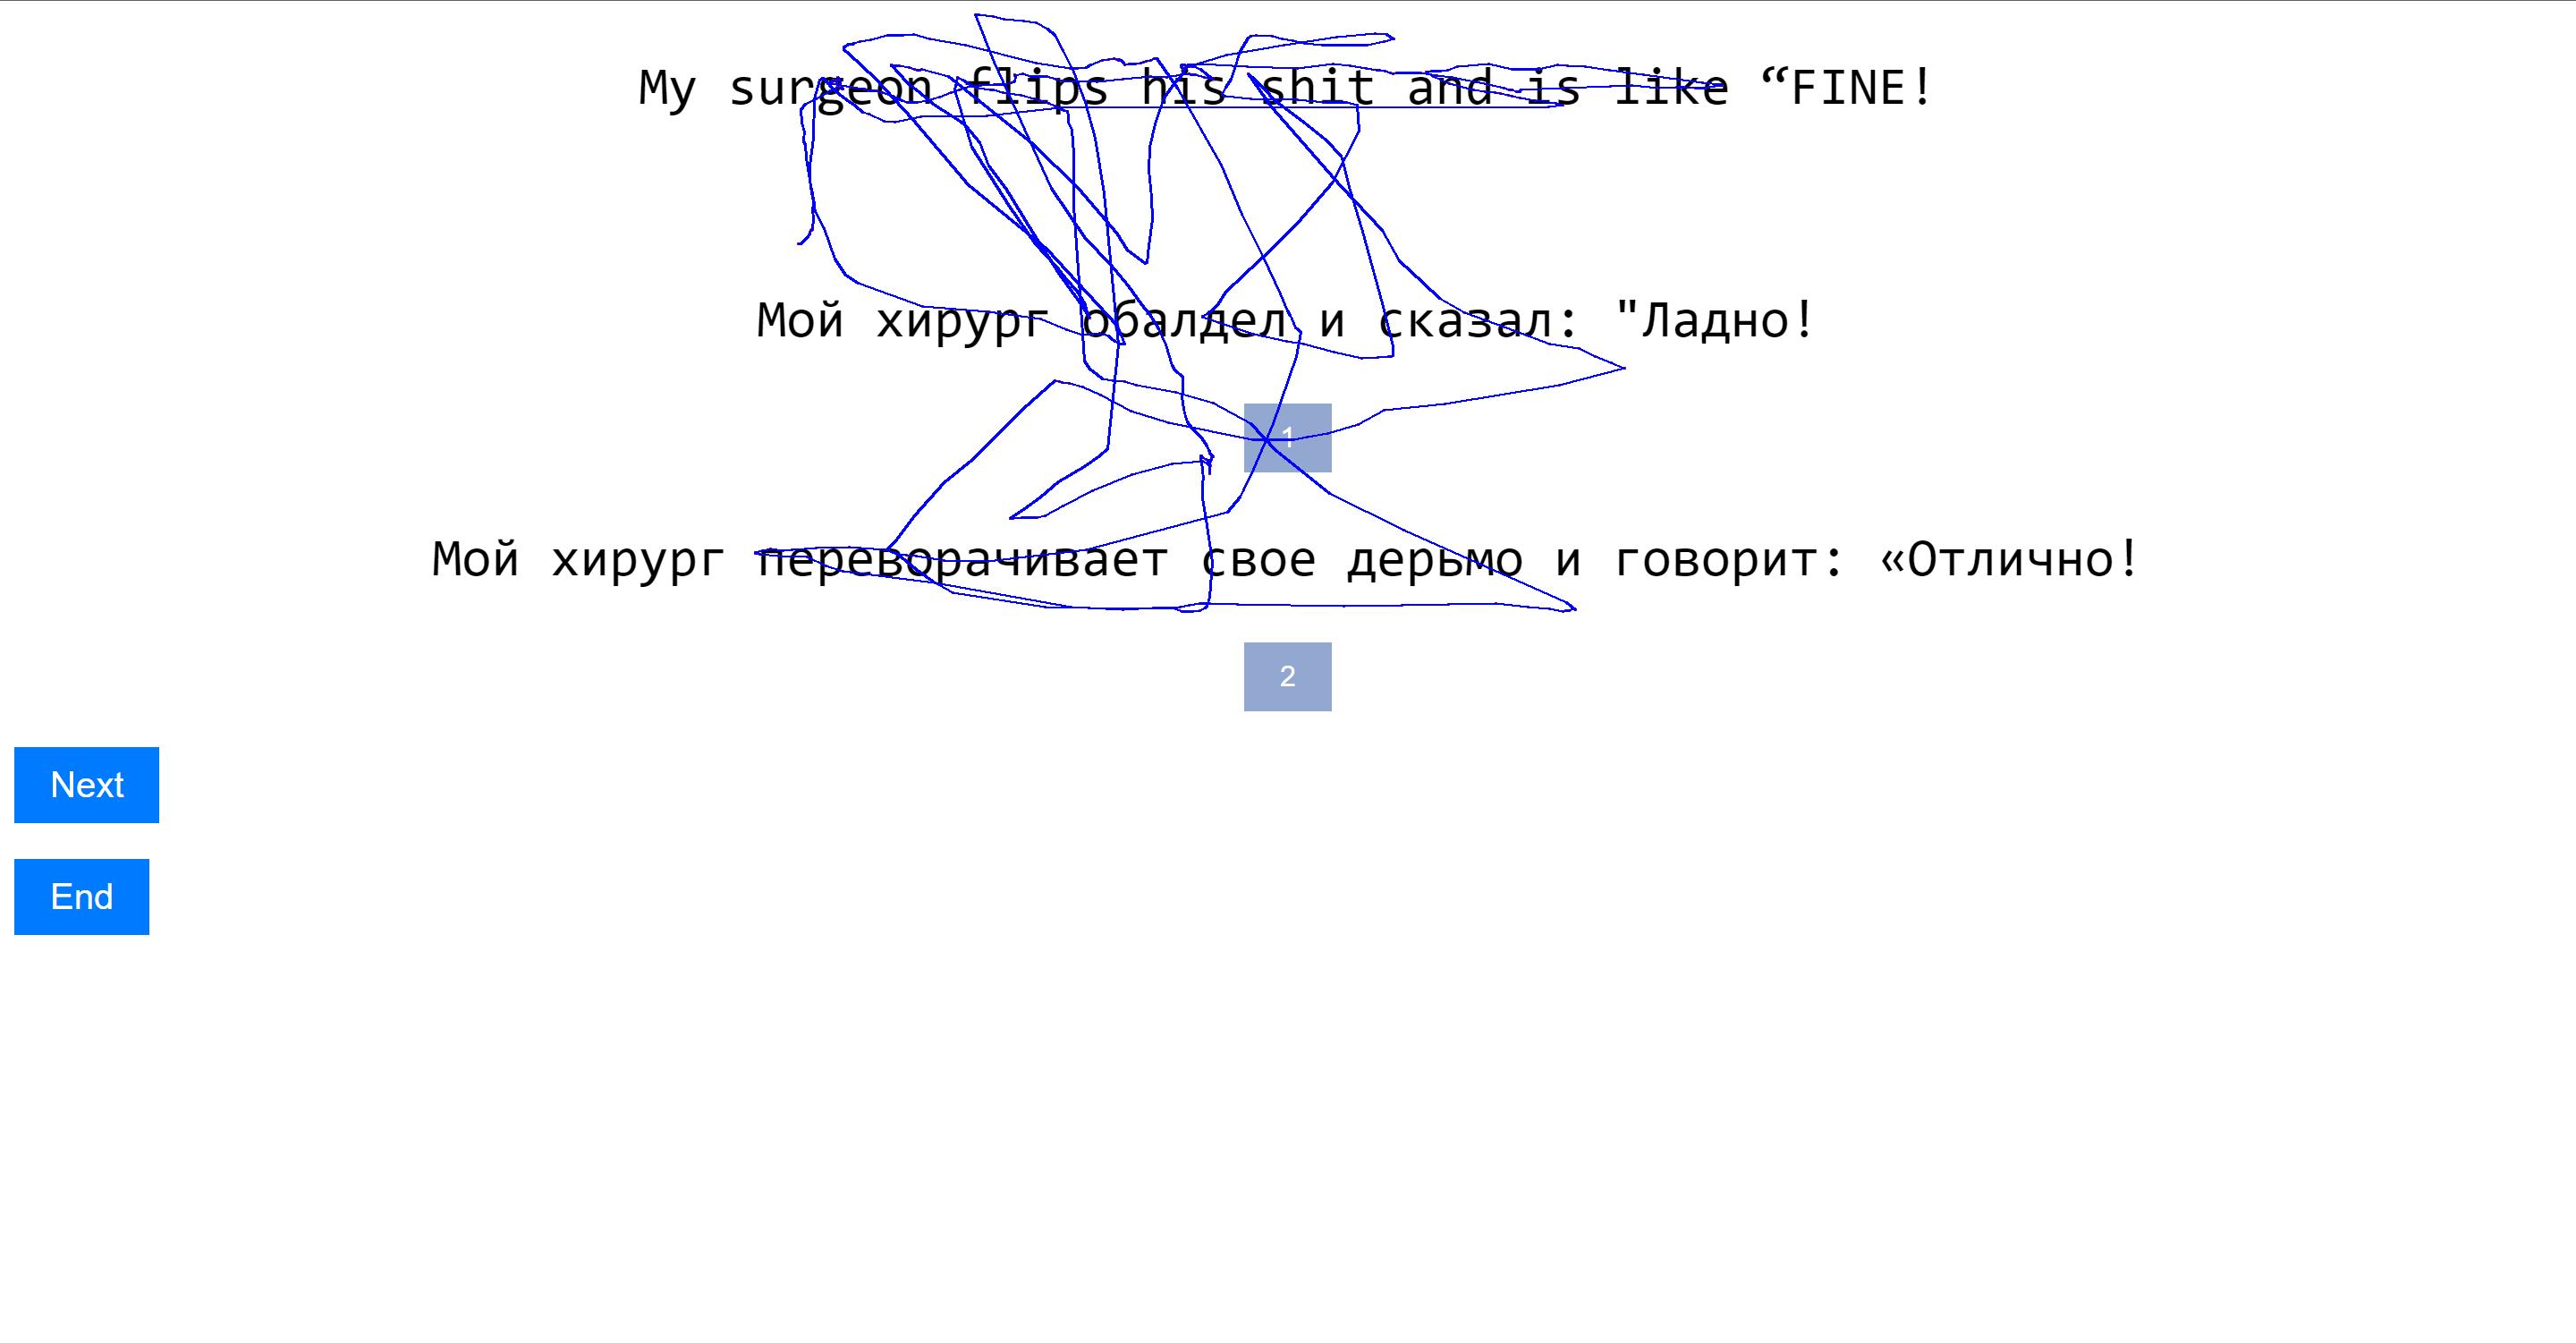 My surgeon flips his shit and is like “FINE!
Мой хирург обалдел и сказал: "Ладно!
1
Мой хирург переворачивает свое дерьмо и говорит: «Отлично!
2
Next
End